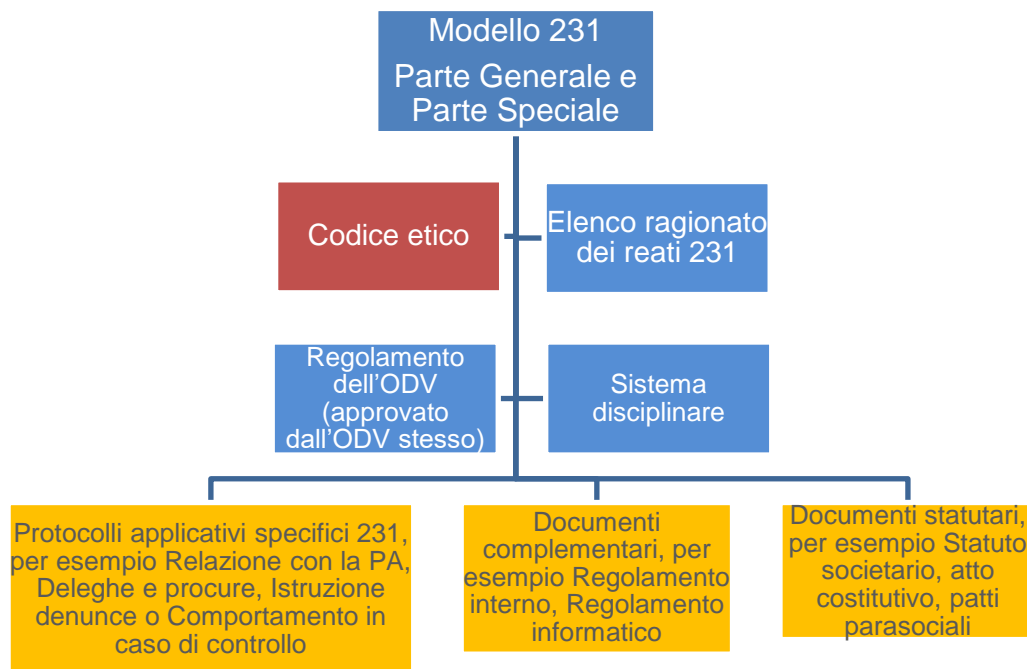 Modello 231
Parte Generale e
Parte Speciale
Codice etico
Elenco ragionato
dei reati 231
Regolamento
dell’ODV
(approvato
dall’ODV stesso)
Sistema
disciplinare
Protocolli applicativi specifici 231,
per esempio Relazione con la PA,
Deleghe e procure, Istruzione
denunce o Comportamento in
caso di controllo
Documenti
complementari, per
esempio Regolamento
interno, Regolamento
informatico
Documenti statutari,
per esempio Statuto
societario, atto
costitutivo, patti
parasociali